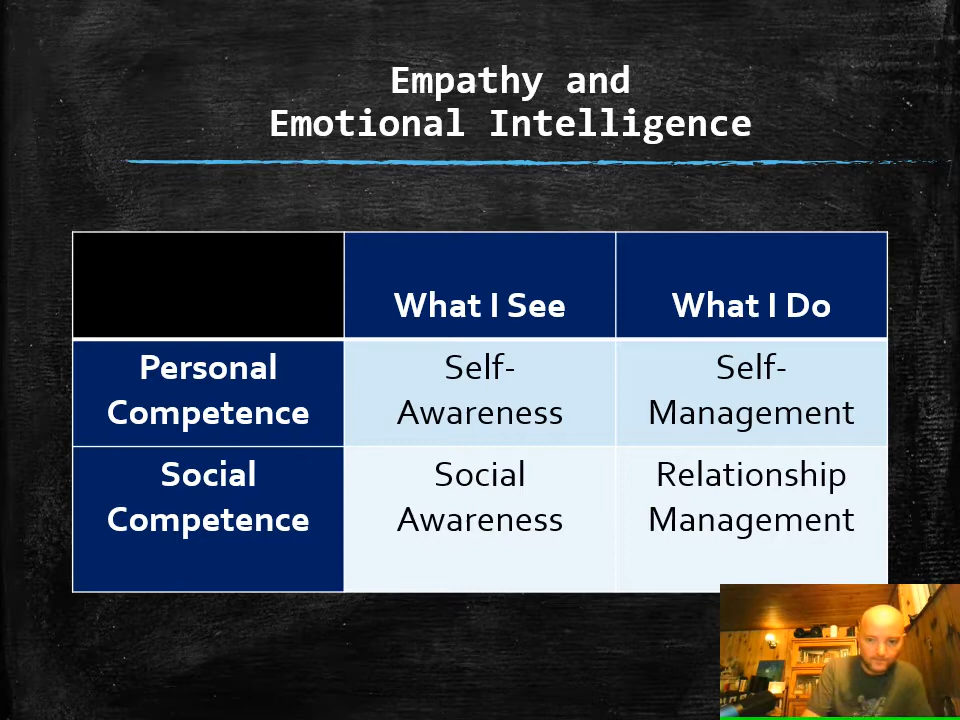 Empathy and
Emotional Intelligence
What I See
What I Do
Personal
Competence
Self-
Awareness
Self-
Management
Social
Competence
Social
Awareness
Relationship
Management